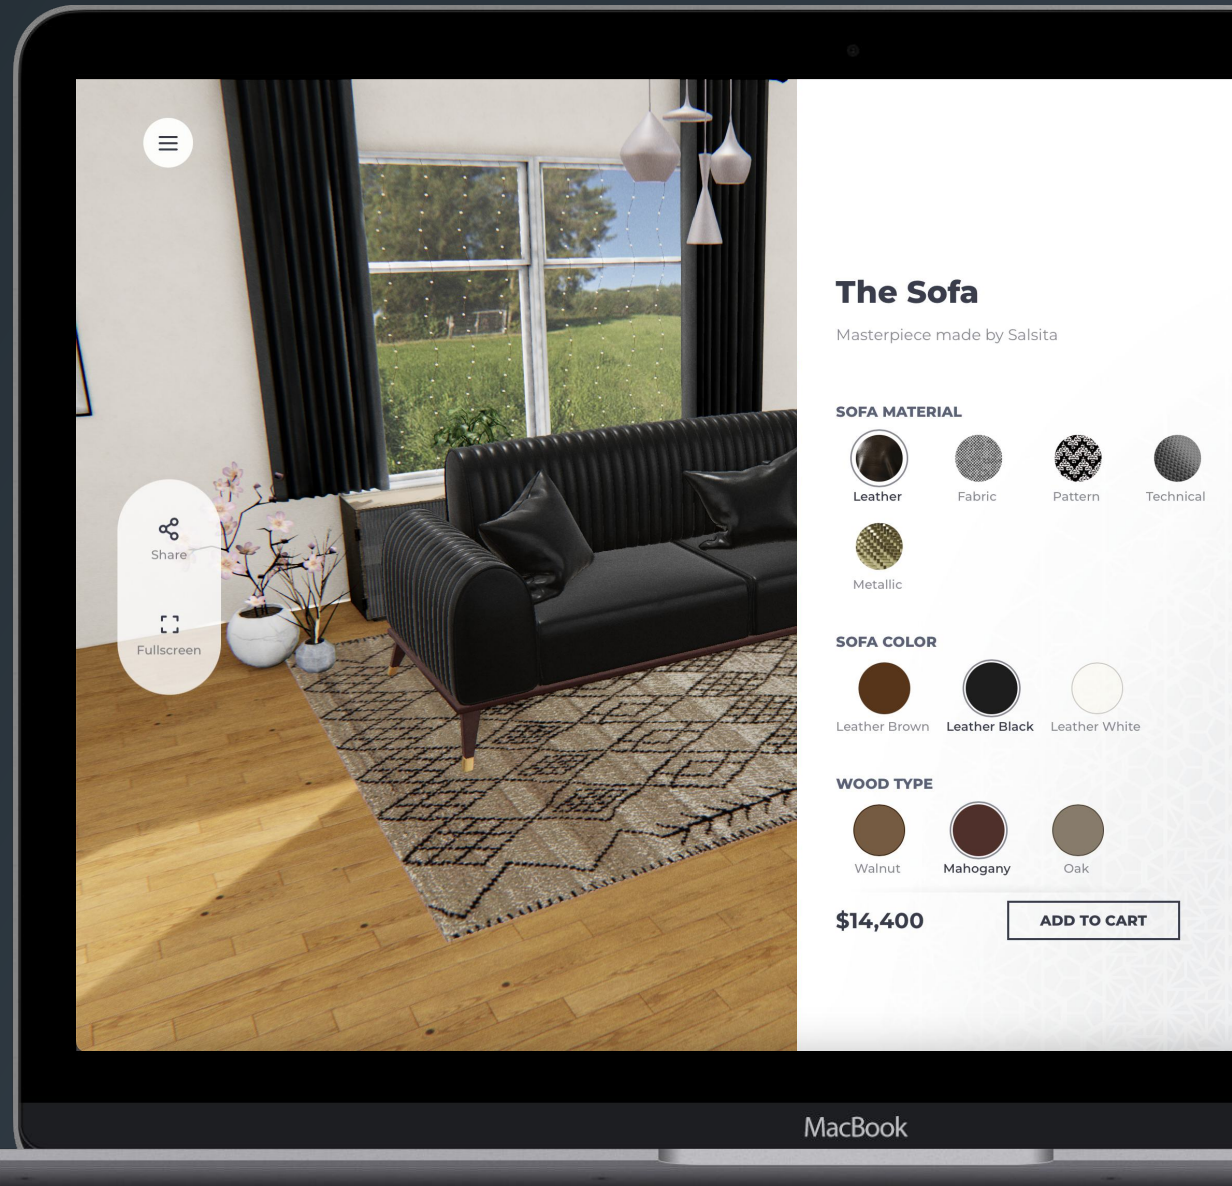 The Sofa
Masterpiece made by Salsita
SOFA MATERIAL
Leather
Fabric
Pattern
Technical
Metallic
SOFA COLOR
Leather Brown
Leather Black
Leather White
WOOD TYPE
Walnut
Mahogany
Oak
$14,400
ADD TO CART
Share
Fullscreen
MacBook